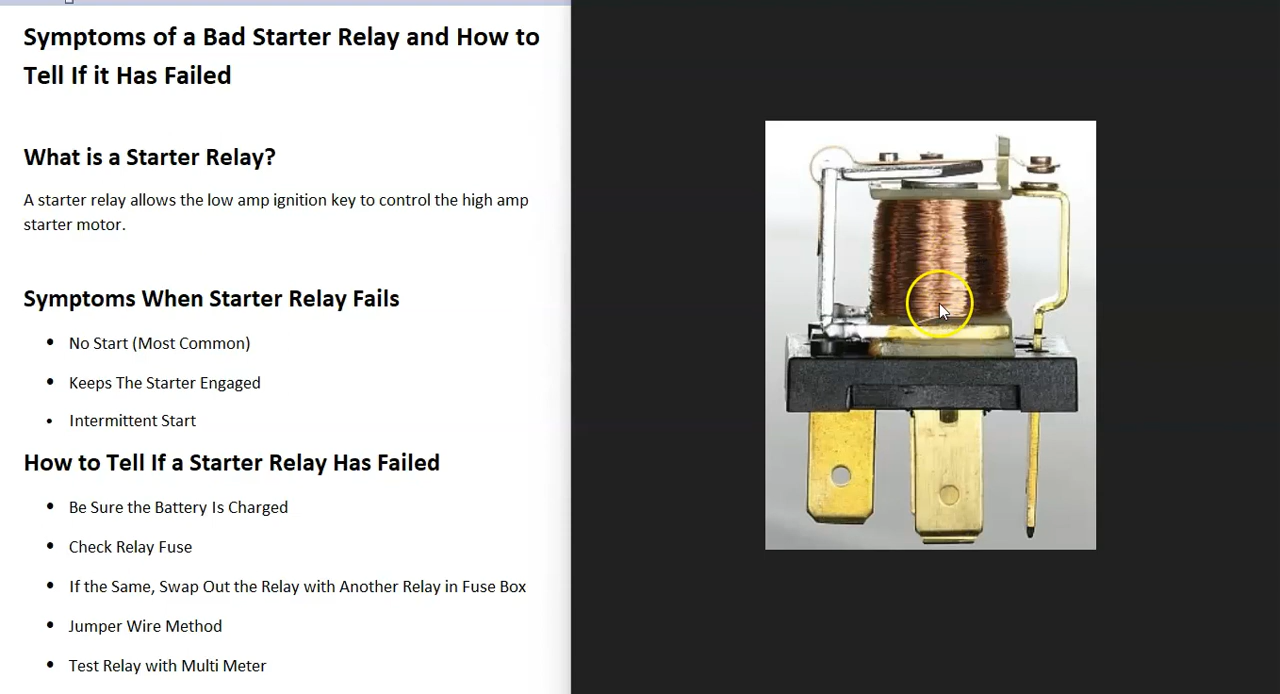 Symptoms of a Bad Starter Relay and How to
Tell If it Has Failed
What is a Starter Relay?
A starter relay allows the low amp ignition key to control the high amp
starter motor.
Symptoms When Starter Relay Fails
• No Start (Most Common)
• Keeps The Starter Engaged
• Intermittent Start
How to Tell If a Starter Relay Has Failed
• Be Sure the Battery Is Charged
• Check Relay Fuse
• If the Same, Swap Out the Relay with Another Relay in Fuse Box
• Jumper Wire Method
• Test Relay with Multi Meter